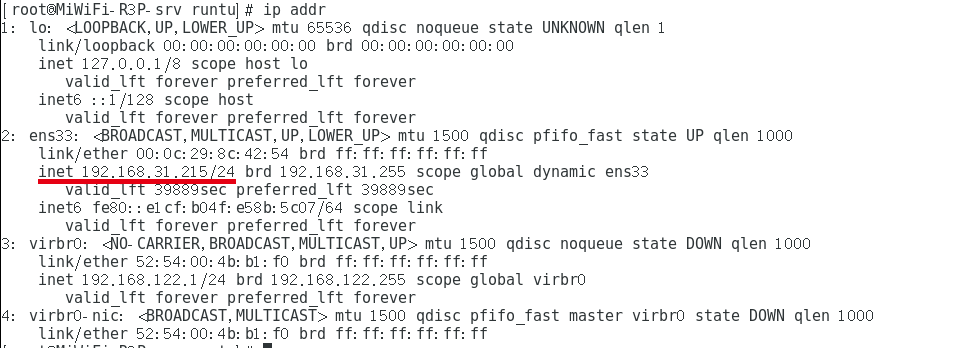 [root@MiWiFi-R3P-srv runtu]# ip addr
1: lo: <LOOPBACK,UP,LOWER_UP> mtu 65536 qdisc noqueue state UNKNOWN qlen 1
    link/loopback 00:00:00:00:00:00 brd 00:00:00:00:00:00
    inet 127.0.0.1/8 scope host lo
       valid_lft forever preferred_lft forever
    inet6 ::1/128 scope host
       valid_lft forever preferred_lft forever
2: ens33: <BROADCAST,MULTICAST,UP,LOWER_UP> mtu 1500 qdisc pfifo_fast state UP qlen 1000
    link/ether 00:0c:29:8c:42:54 brd ff:ff:ff:ff:ff:ff
    inet 192.168.31.215/24 brd 192.168.31.255 scope global dynamic ens33
       valid_lft 39889sec preferred_lft 39889sec
    inet6 fe80::e1cf:b04f:e58b:5c07/64 scope link
       valid_lft forever preferred_lft forever
3: virbr0: <NO-CARRIER,BROADCAST,MULTICAST,UP> mtu 1500 qdisc noqueue state DOWN qlen 1000
    link/ether 52:54:00:4b:b1:f0 brd ff:ff:ff:ff:ff:ff
    inet 192.168.122.1/24 brd 192.168.122.255 scope global virbr0
       valid_lft forever preferred_lft forever
4: virbr0-nic: <BROADCAST,MULTICAST> mtu 1500 qdisc pfifo_fast master virbr0 state DOWN qlen 1000
    link/ether 52:54:00:4b:b1:f0 brd ff:ff:ff:ff:ff:ff
[root@MiWiFi-R3P-srv runtu]#